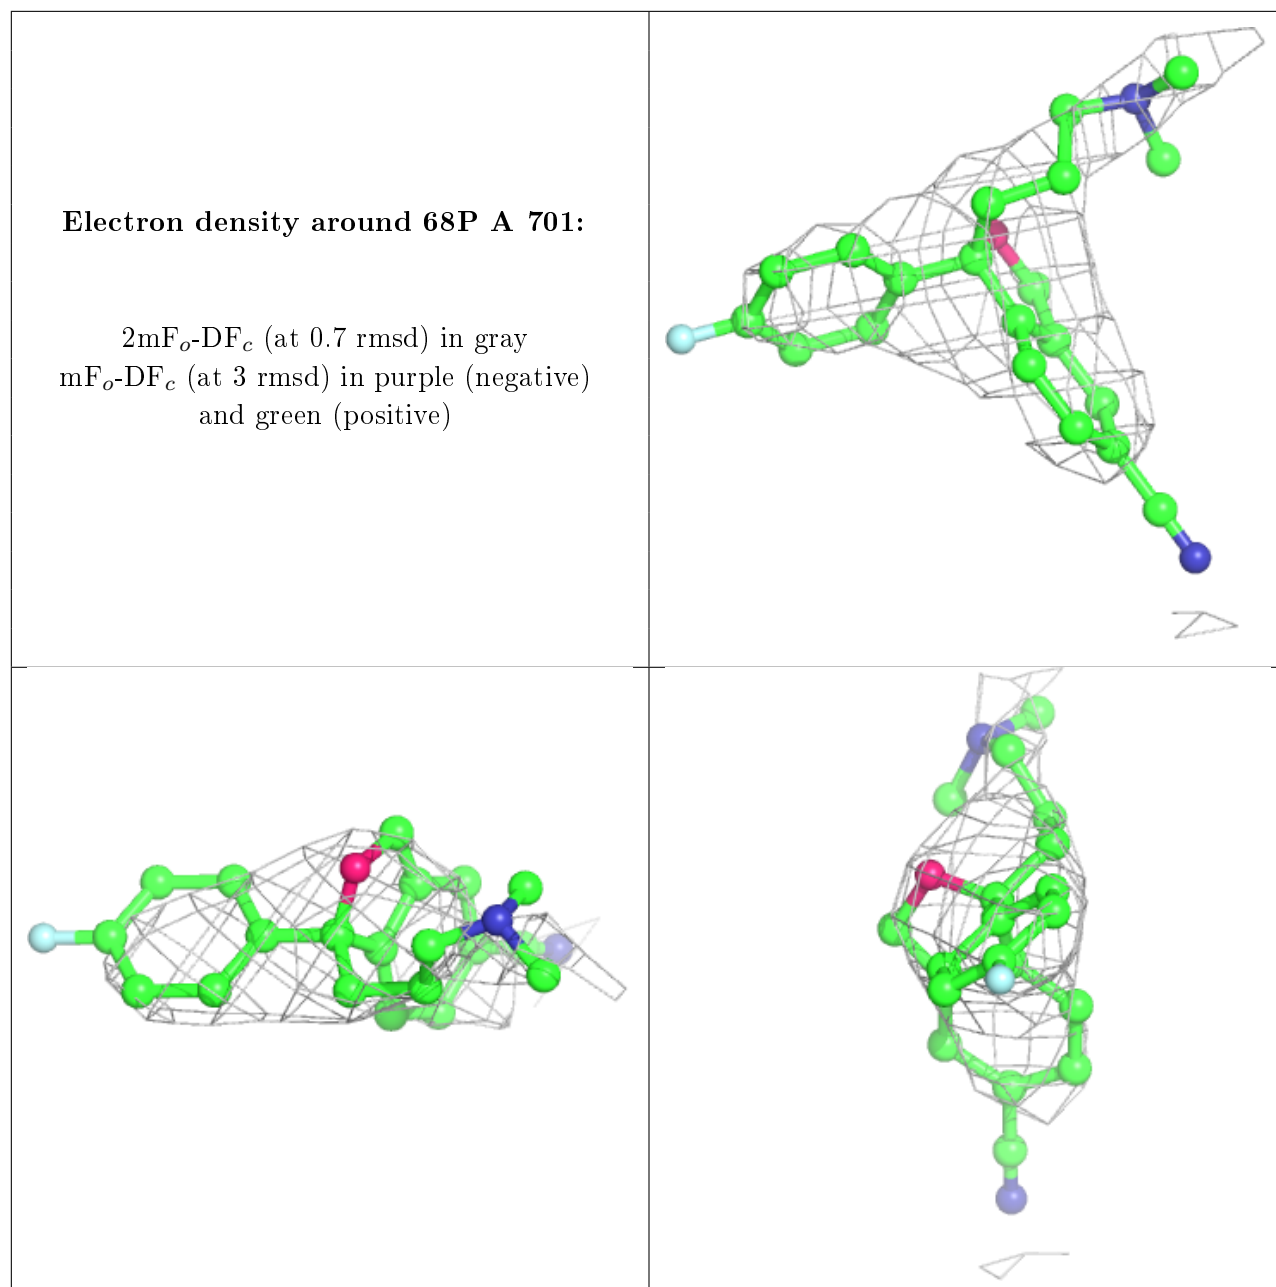 Electron density around 68P A 701:
2mFo-DFc (at 0.7 rmsd) in gray
mFo-DFc (at 3 rmsd) in purple (negative)
and green (positive)